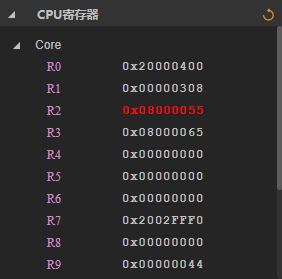 CPU寄存器
Core
R0 0x20000400
R1 0x00000308
R2 0x08000055
R3 0x08000065
R4 0x00000000
R5 0x00000000
R6 0x00000000
R7 0x2002FFF0
R8 0x00000000
R9 0x00000044